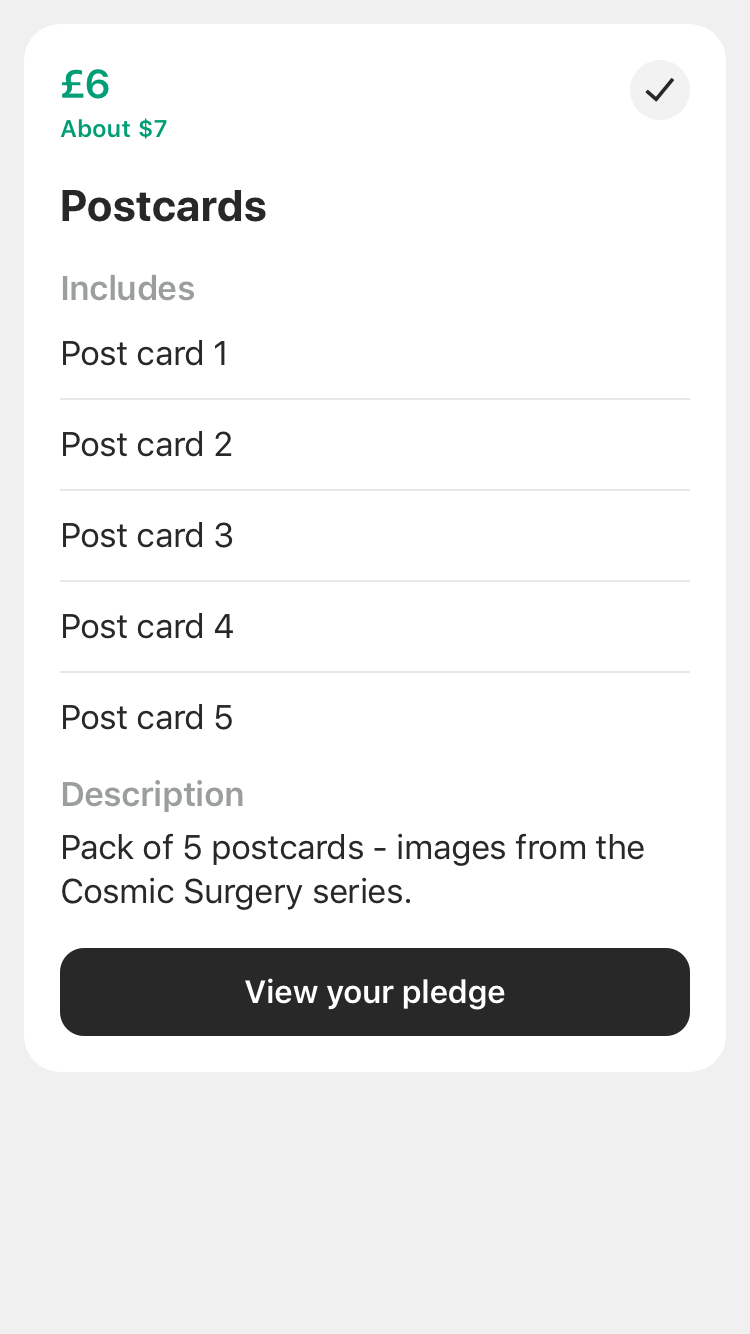 £6
About $7
Postcards
Includes
Post card 1
Post card 2
Post card 3
Post card 4
Post card 5
Description
Pack of 5 postcards - images from the
Cosmic Surgery series.
View your pledge